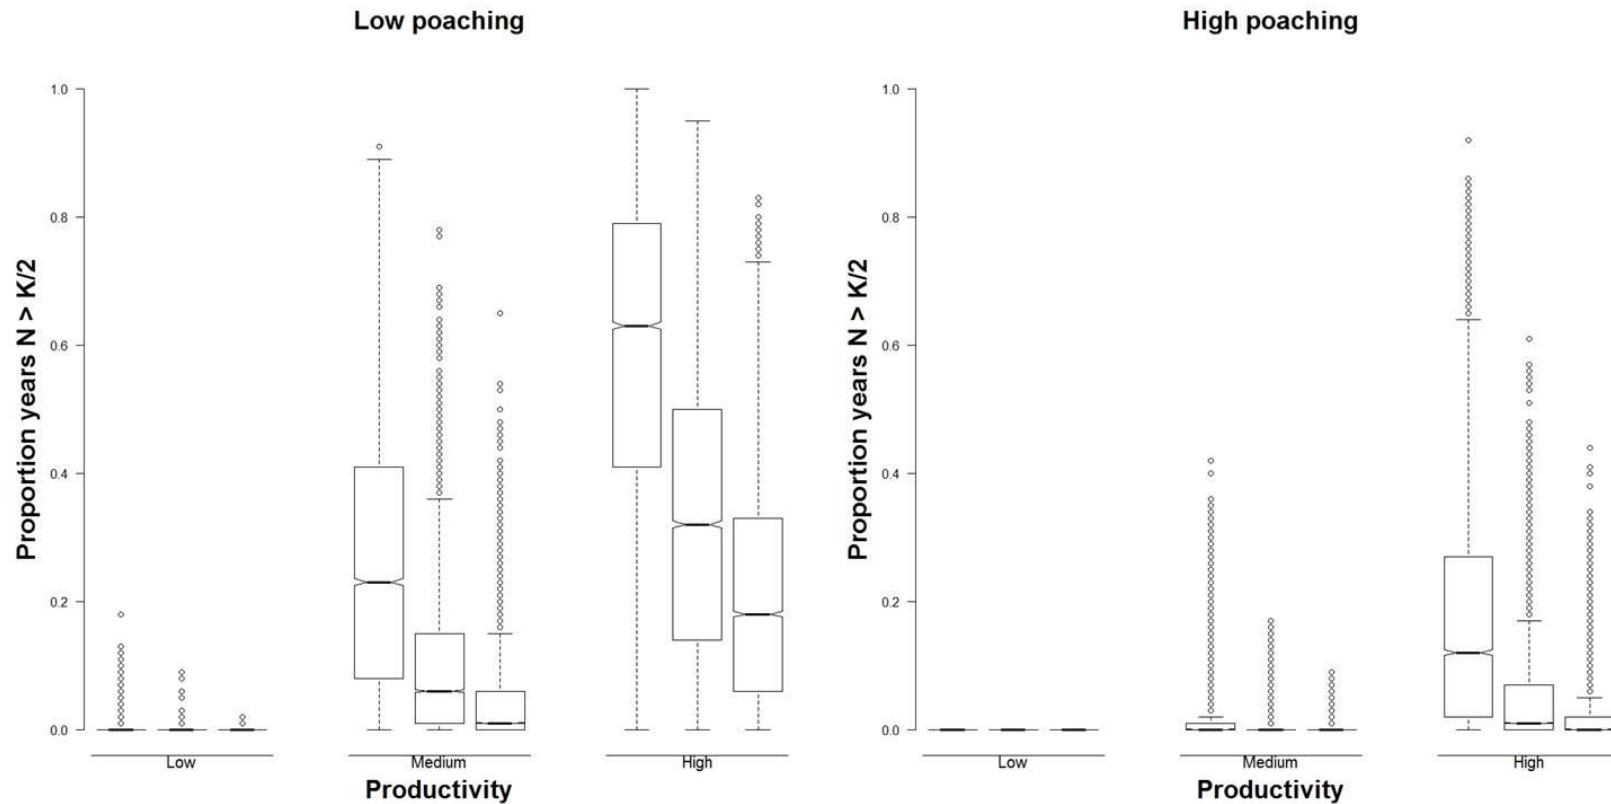 Low poaching
Proportion years N > K/2
1.0
0.8
0.6
0.4
0.2
0.0
Low
Medium
High
Productivity
High poaching
Proportion years N > K/2
1.0
0.8
0.6
0.4
0.2
0.0
Low
Medium
High
Productivity